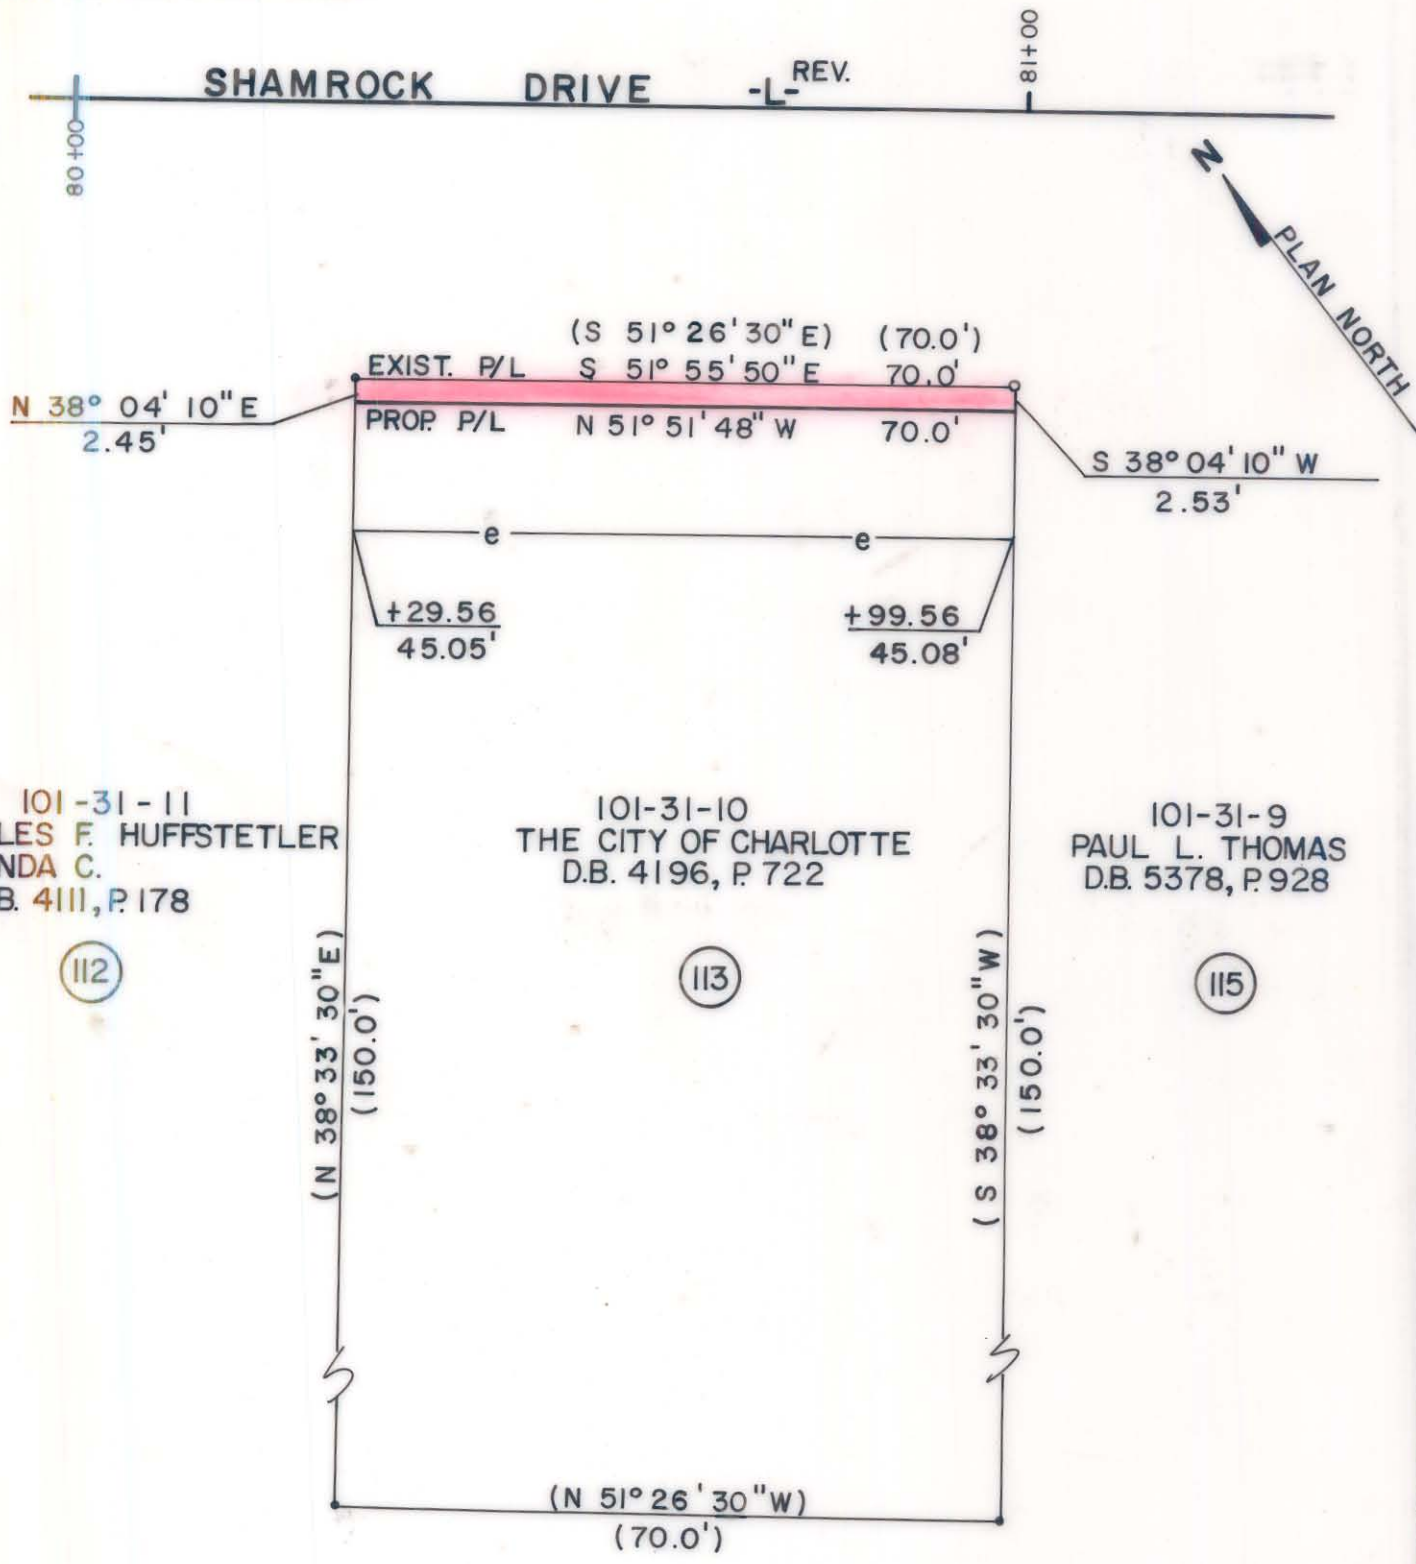 81+00
SHAMROCK DRIVE -L- REV.
80+00
N
PLAN NORTH
(S 51° 26' 30" E) (70.0')
EXIST. P/L S 51° 55' 50" E 70.0'
N 38° 04' 10" E
2.45'
PROP. P/L N 51° 51' 48" W 70.0'
S 38° 04' 10" W
2.53'
e e
+29.56
45.05'
+99.56
45.08'
101-31-11
LES F. HUFFSTETLER
NDA C.
B. 4111, P. 178
112
101-31-10
THE CITY OF CHARLOTTE
D.B. 4196, P. 722
113
101-31-9
PAUL L. THOMAS
D.B. 5378, P. 928
115
(N 38° 33' 30" E)
(150.0')
(S 38° 33' 30" W)
(150.0')
(N 51° 26' 30" W)
(70.0')